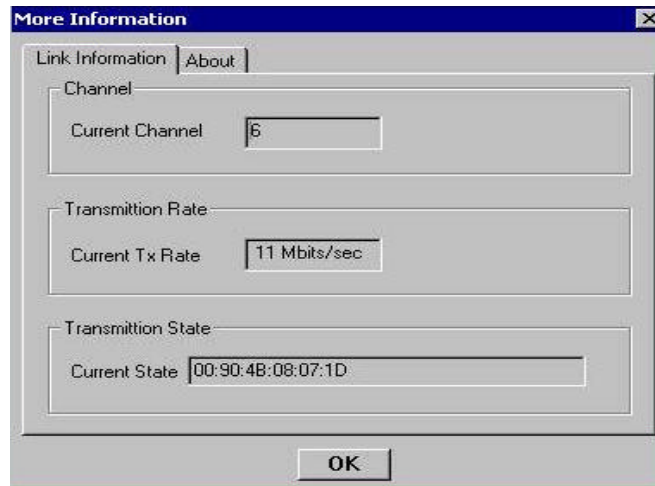 More Information
Link Information About
Channel
Current Channel 6
Transmittion Rate
Current Tx Rate 11 Mbits/sec
Transmittion State
Current State 00:90:4B:08:07:1D
OK